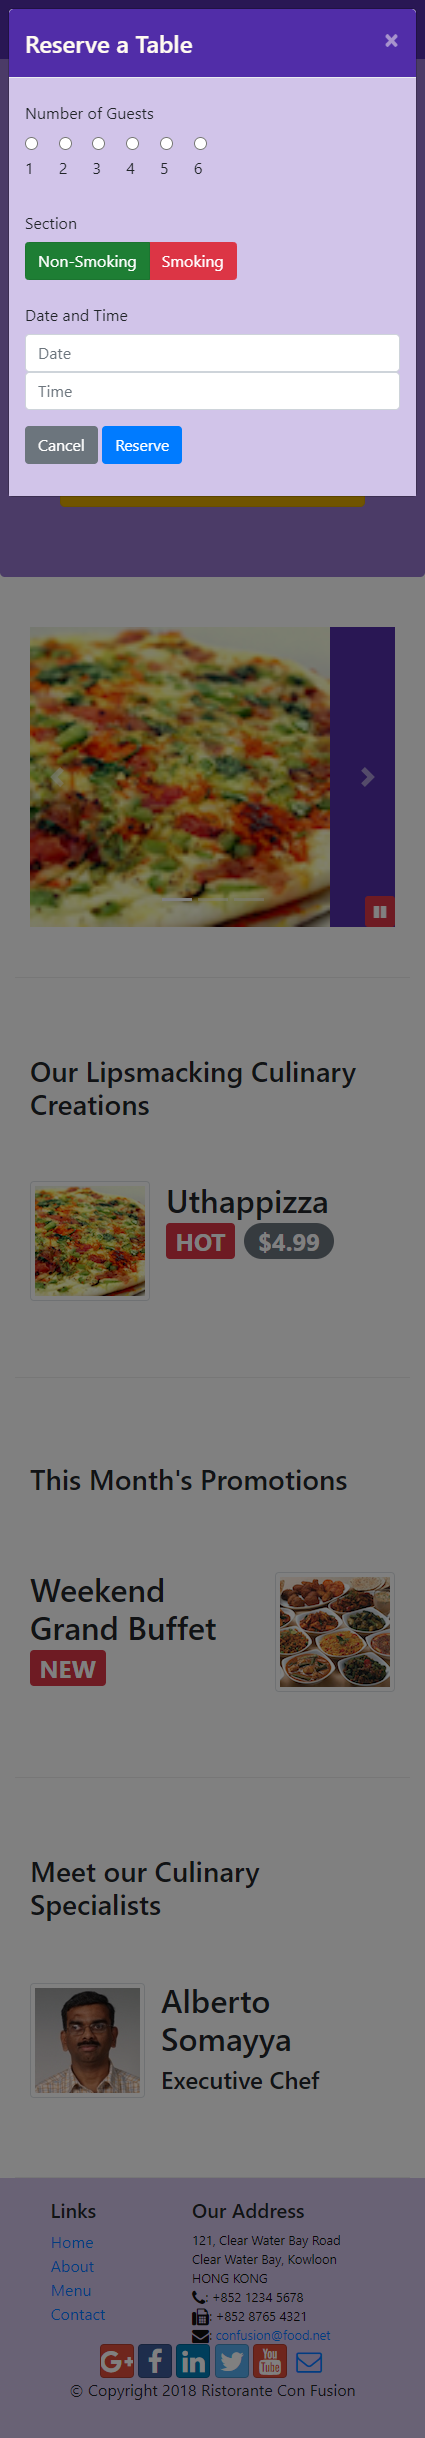 Reserve a Table
×
Number of Guests
1 2 3 4 5 6
Section
Non-Smoking Smoking
Date and Time
Date
Time
Cancel Reserve
Our Lipsmacking Culinary
Creations
Uthappizza
HOT $4.99
This Month's Promotions
Weekend
Grand Buffet
NEW
Meet our Culinary
Specialists
Alberto
Somayya
Executive Chef
Links
Home
About
Menu
Contact
Our Address
121, Clear Water Bay Road
Clear Water Bay, Kowloon
HONG KONG
: +852 1234 5678
: +852 8765 4321
: confusion@food.net
G+ f in You Tube
© Copyright 2018 Ristorante Con Fusion